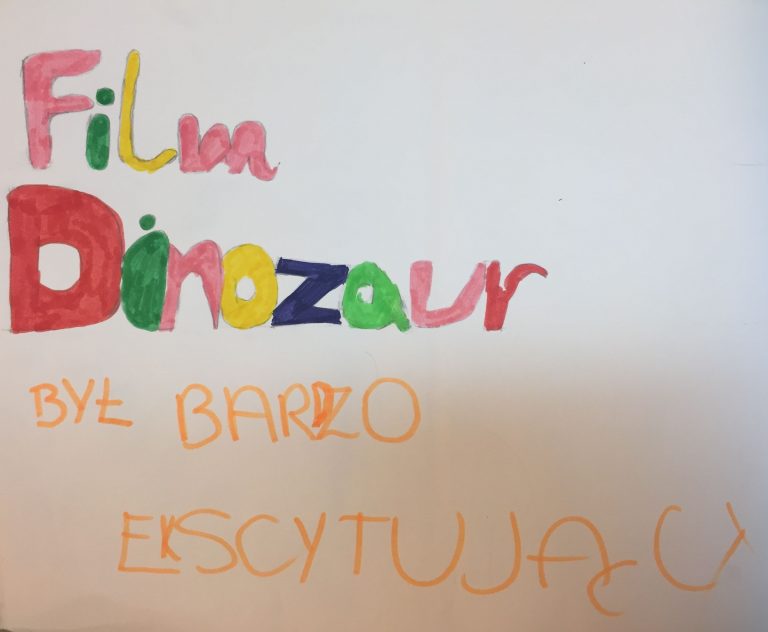 Film
Dinozaur
BYŁ BARDZO
EKSCYTUJĄCY